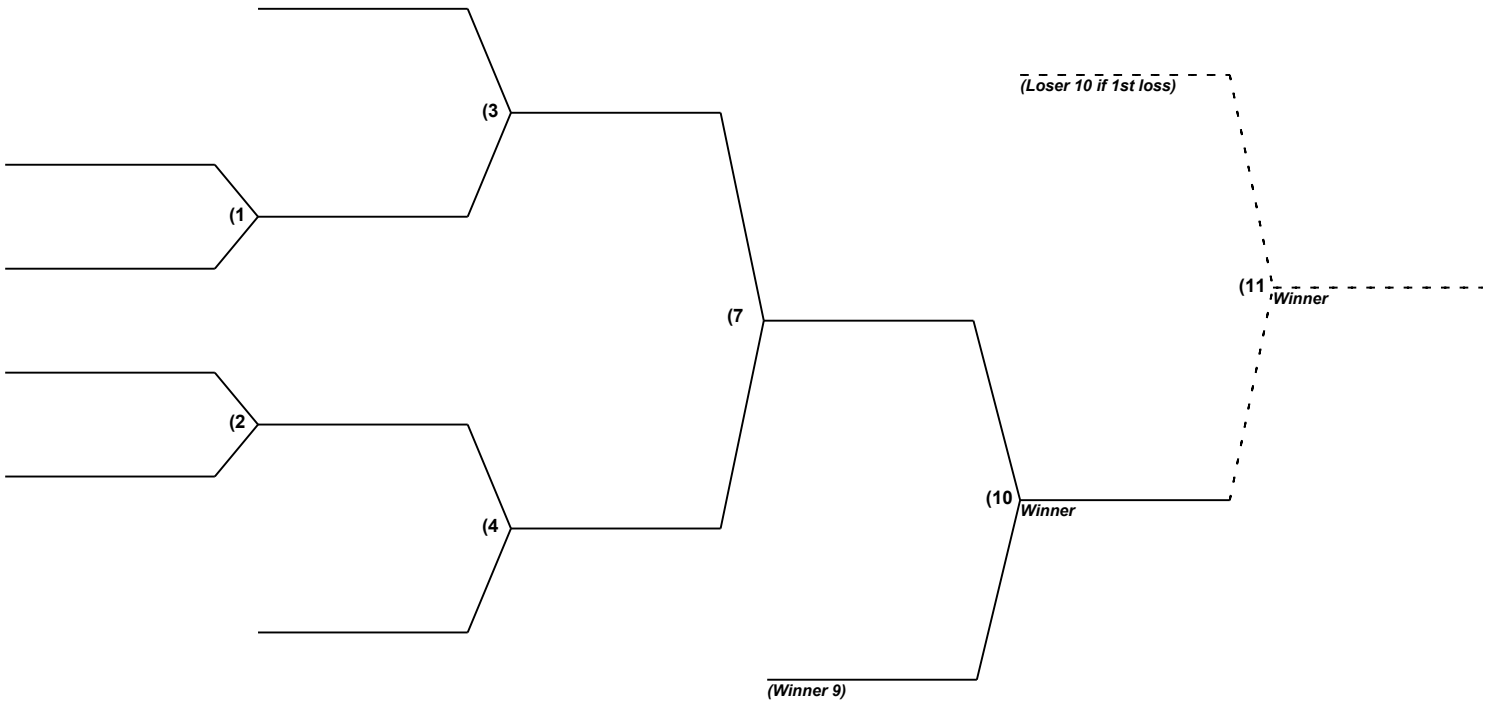 (Loser 10 if 1st loss)
(3
(1
(11
Winner
(7
(2
(10
Winner
(4
(Winner 9)